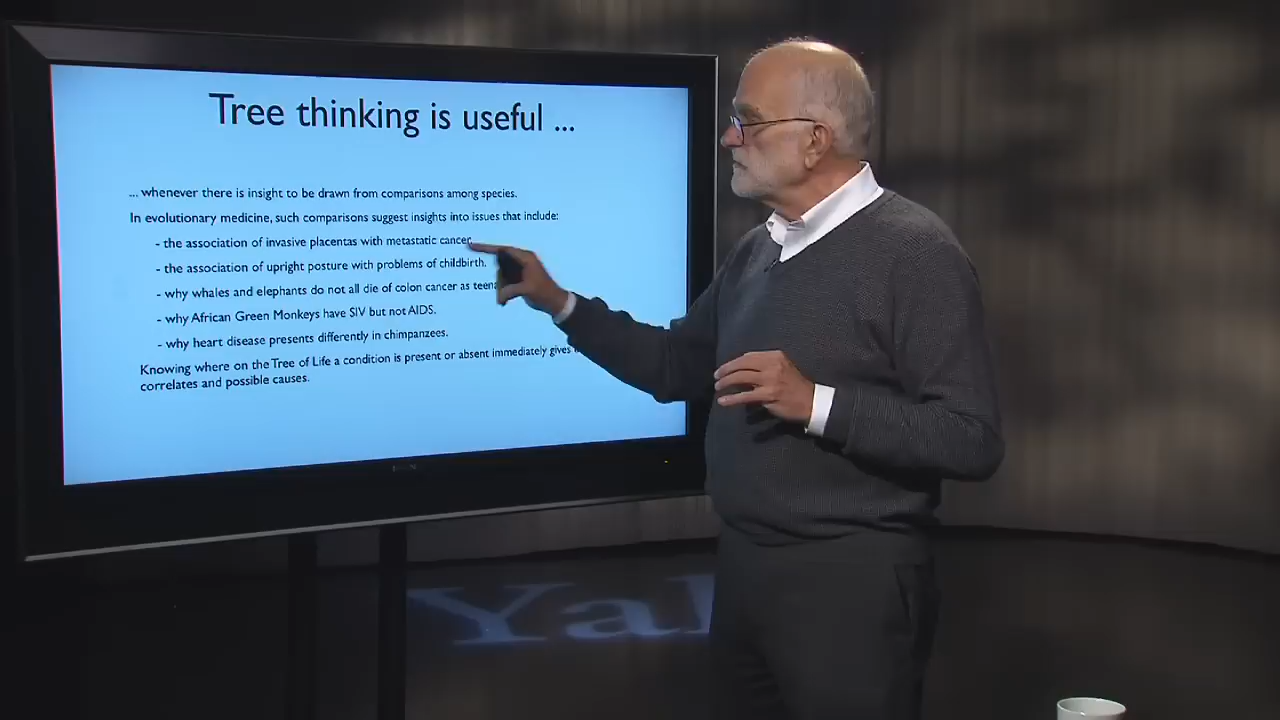 Tree thinking is useful ...
... whenever there is insight to be drawn from comparisons among species.
In evolutionary medicine, such comparisons suggest insights into issues that include:
- the association of invasive placentas with metastatic cancer.
- the association of upright posture with problems of childbirth.
- why whales and elephants do not all die of colon cancer as
- why African Green Monkeys have SIV but not AIDS.
- why heart disease presents differently in chimpanzees.
Knowing where on the Tree of Life a condition is present or absent immediately gives
correlates and possible causes.